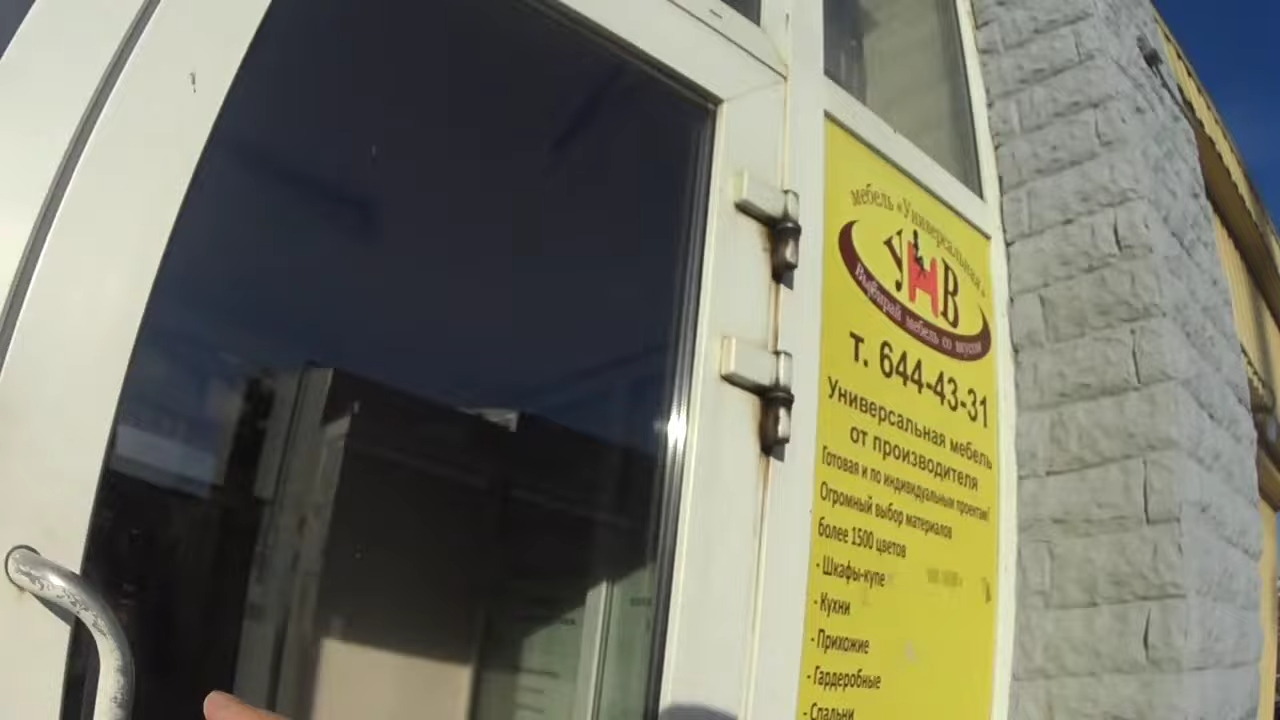 мебель «Универсальная»
УНВ
Выбирай мебель со вкусом
т. 644-43-31
Универсальная мебель
от производителя
Готовая и по индивидуальным проектам!
Огромный выбор материалов
более 1500 цветов
- Шкафы-купе
- Кухни
- Прихожие
- Гардеробные
- Спальни